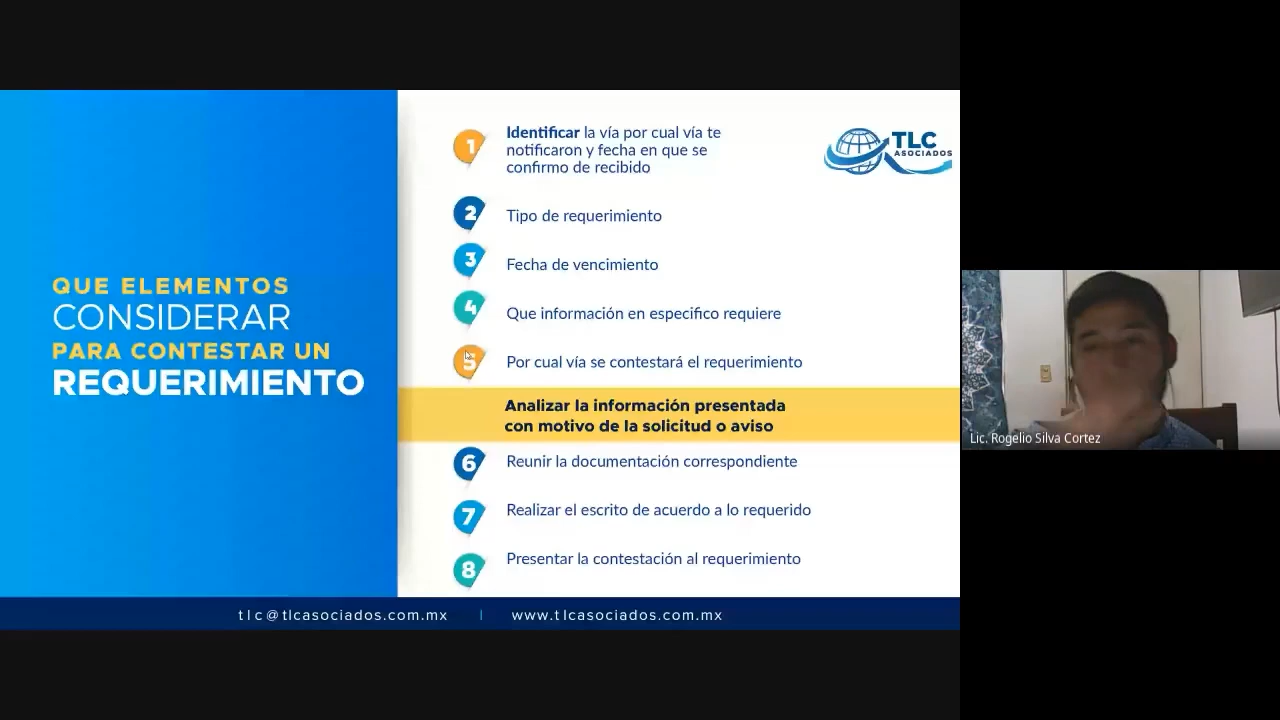 QUE ELEMENTOS
CONSIDERAR
PARA CONTESTAR UN
REQUERIMIENTO
1
Identificar la vía por cual vía te
notificaron y fecha en que se
confirmo de recibido
2
Tipo de requerimiento
3
Fecha de vencimiento
4
Que información en especifico requiere
5
Por cual vía se contestará el requerimiento
Analizar la información presentada
con motivo de la solicitud o aviso
6
Reunir la documentación correspondiente
7
Realizar el escrito de acuerdo a lo requerido
8
Presentar la contestación al requerimiento
TLC
ASOCIADOS
tlc@tlcasociados.com.mx | www.tlcasociados.com.mx
Lic. Rogelio Silva Cortez